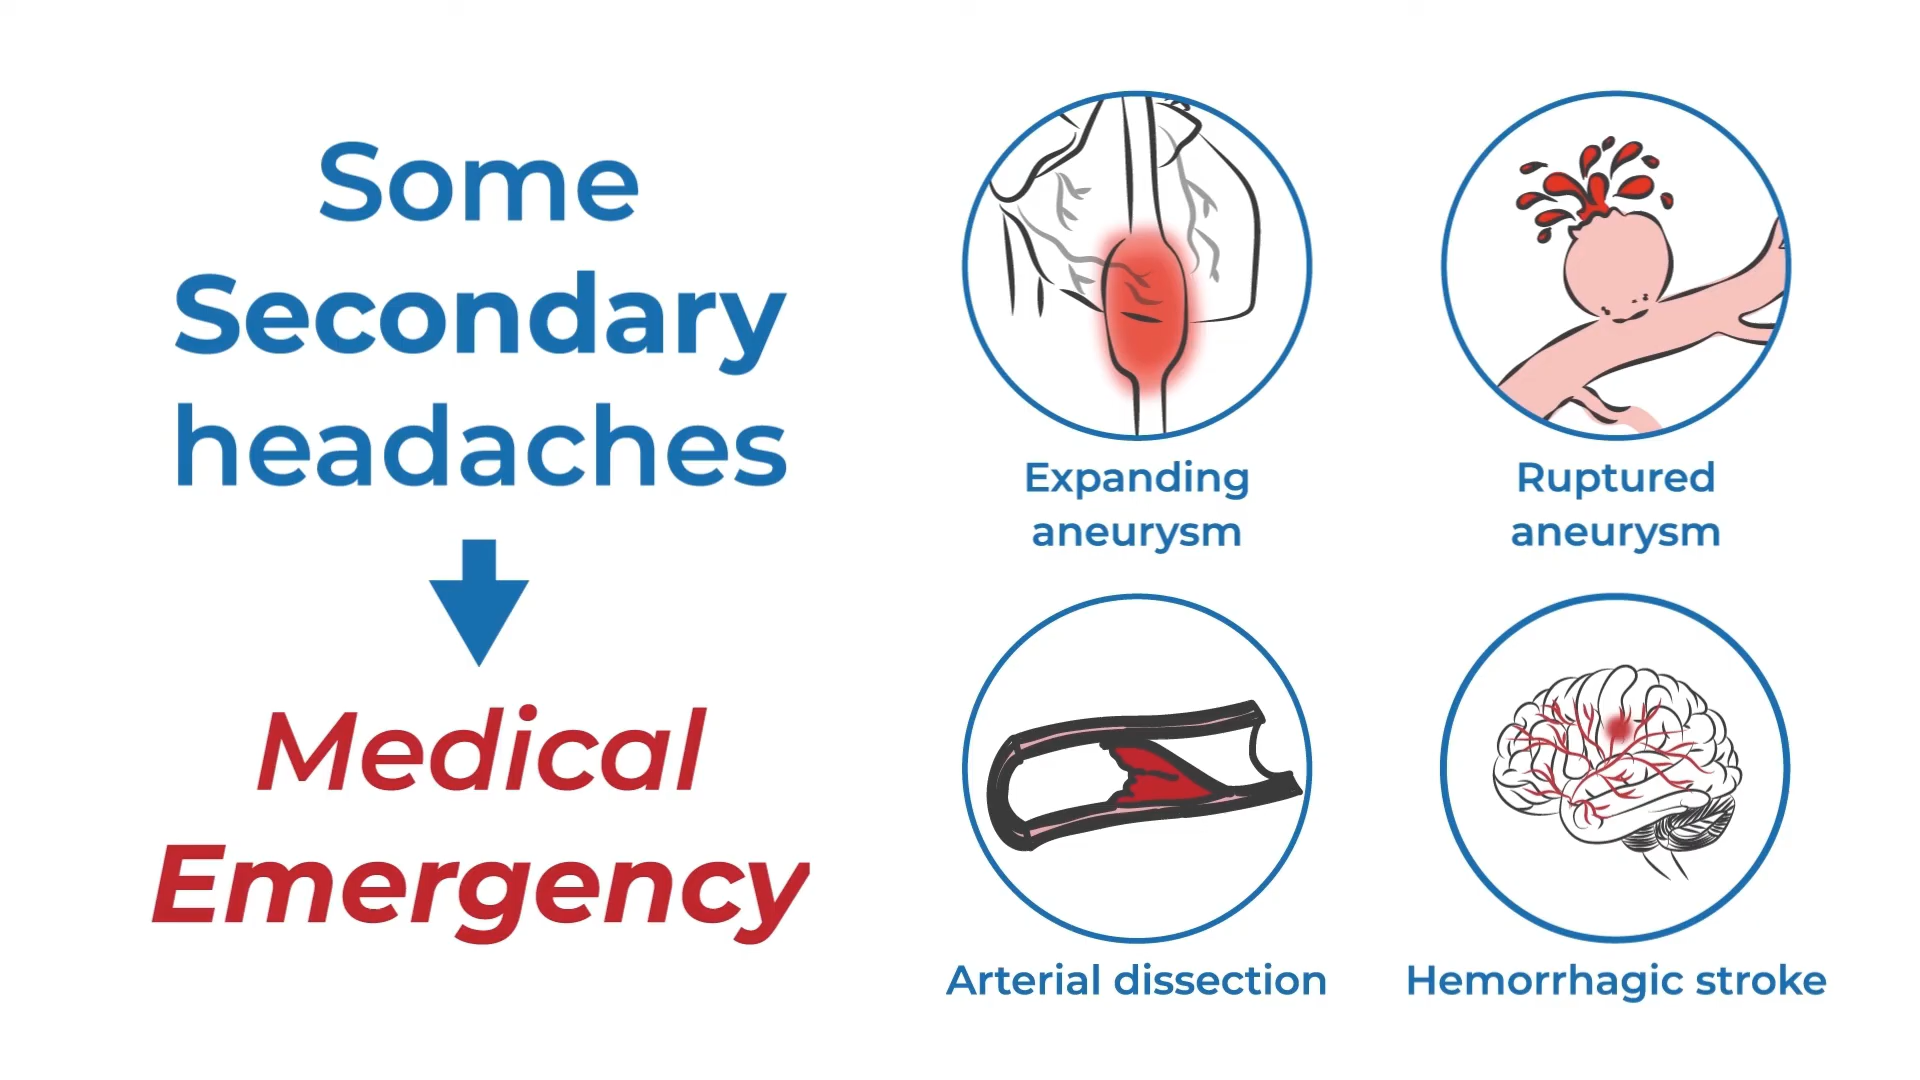 Some
Secondary
headaches
Medical
Emergency
Expanding
aneurysm
Ruptured
aneurysm
Arterial dissection
Hemorrhagic stroke